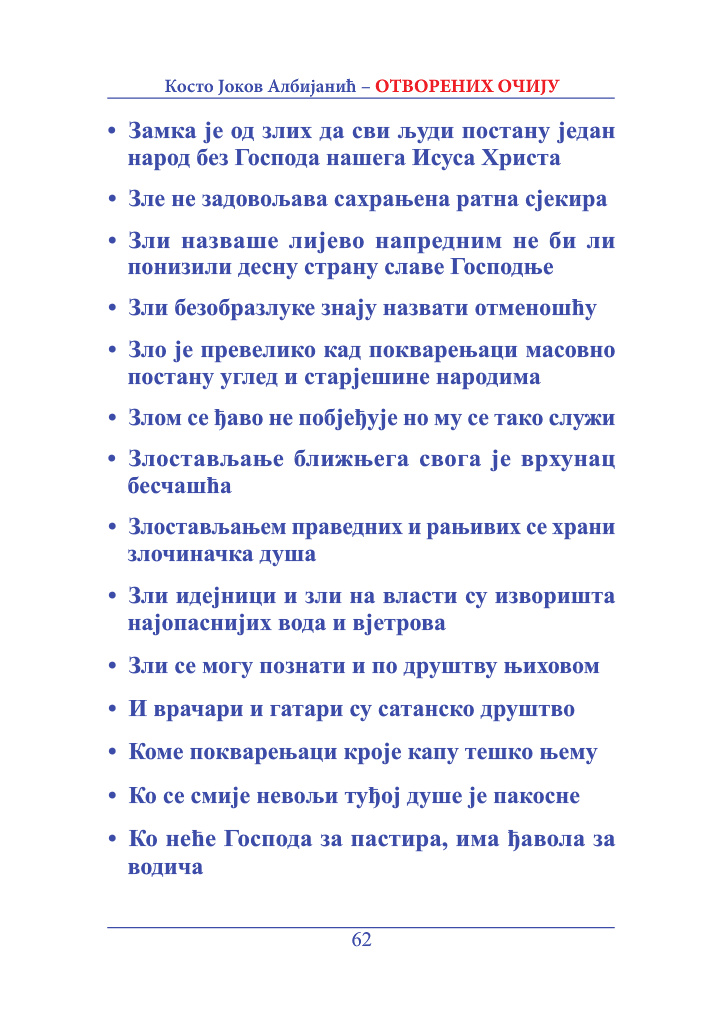 Косто Јоков Албијанић – ОТВОРЕНИХ ОЧИЈУ
• Замка је од злих да сви људи постану један
народ без Господа нашега Исуса Христа
• Зле не задовољава сахрањена ратна сјекира
• Зли назваше лијево напредним не би ли
понизили десну страну славе Господње
• Зли безобразлуке знају назвати отменошћу
• Зло је превелико кад покварењаци масовно
постану углед и старјешине народима
• Злом се ђаво не побјеђује но му се тако служи
• Злостављање ближњега свога је врхунац
бесчашћа
• Злостављањем праведних и рањивих се храни
злочиначка душа
• Зли идејници и зли на власти су изворишта
најопаснијих вода и вјетрова
• Зли се могу познати и по друштву њиховом
• И врачари и гатари су сатанско друштво
• Коме покварењаци кроје капу тешко њему
• Ко се смије невољи туђој душе је пакосне
• Ко неће Господа за пастира, има ђавола за
водича
62